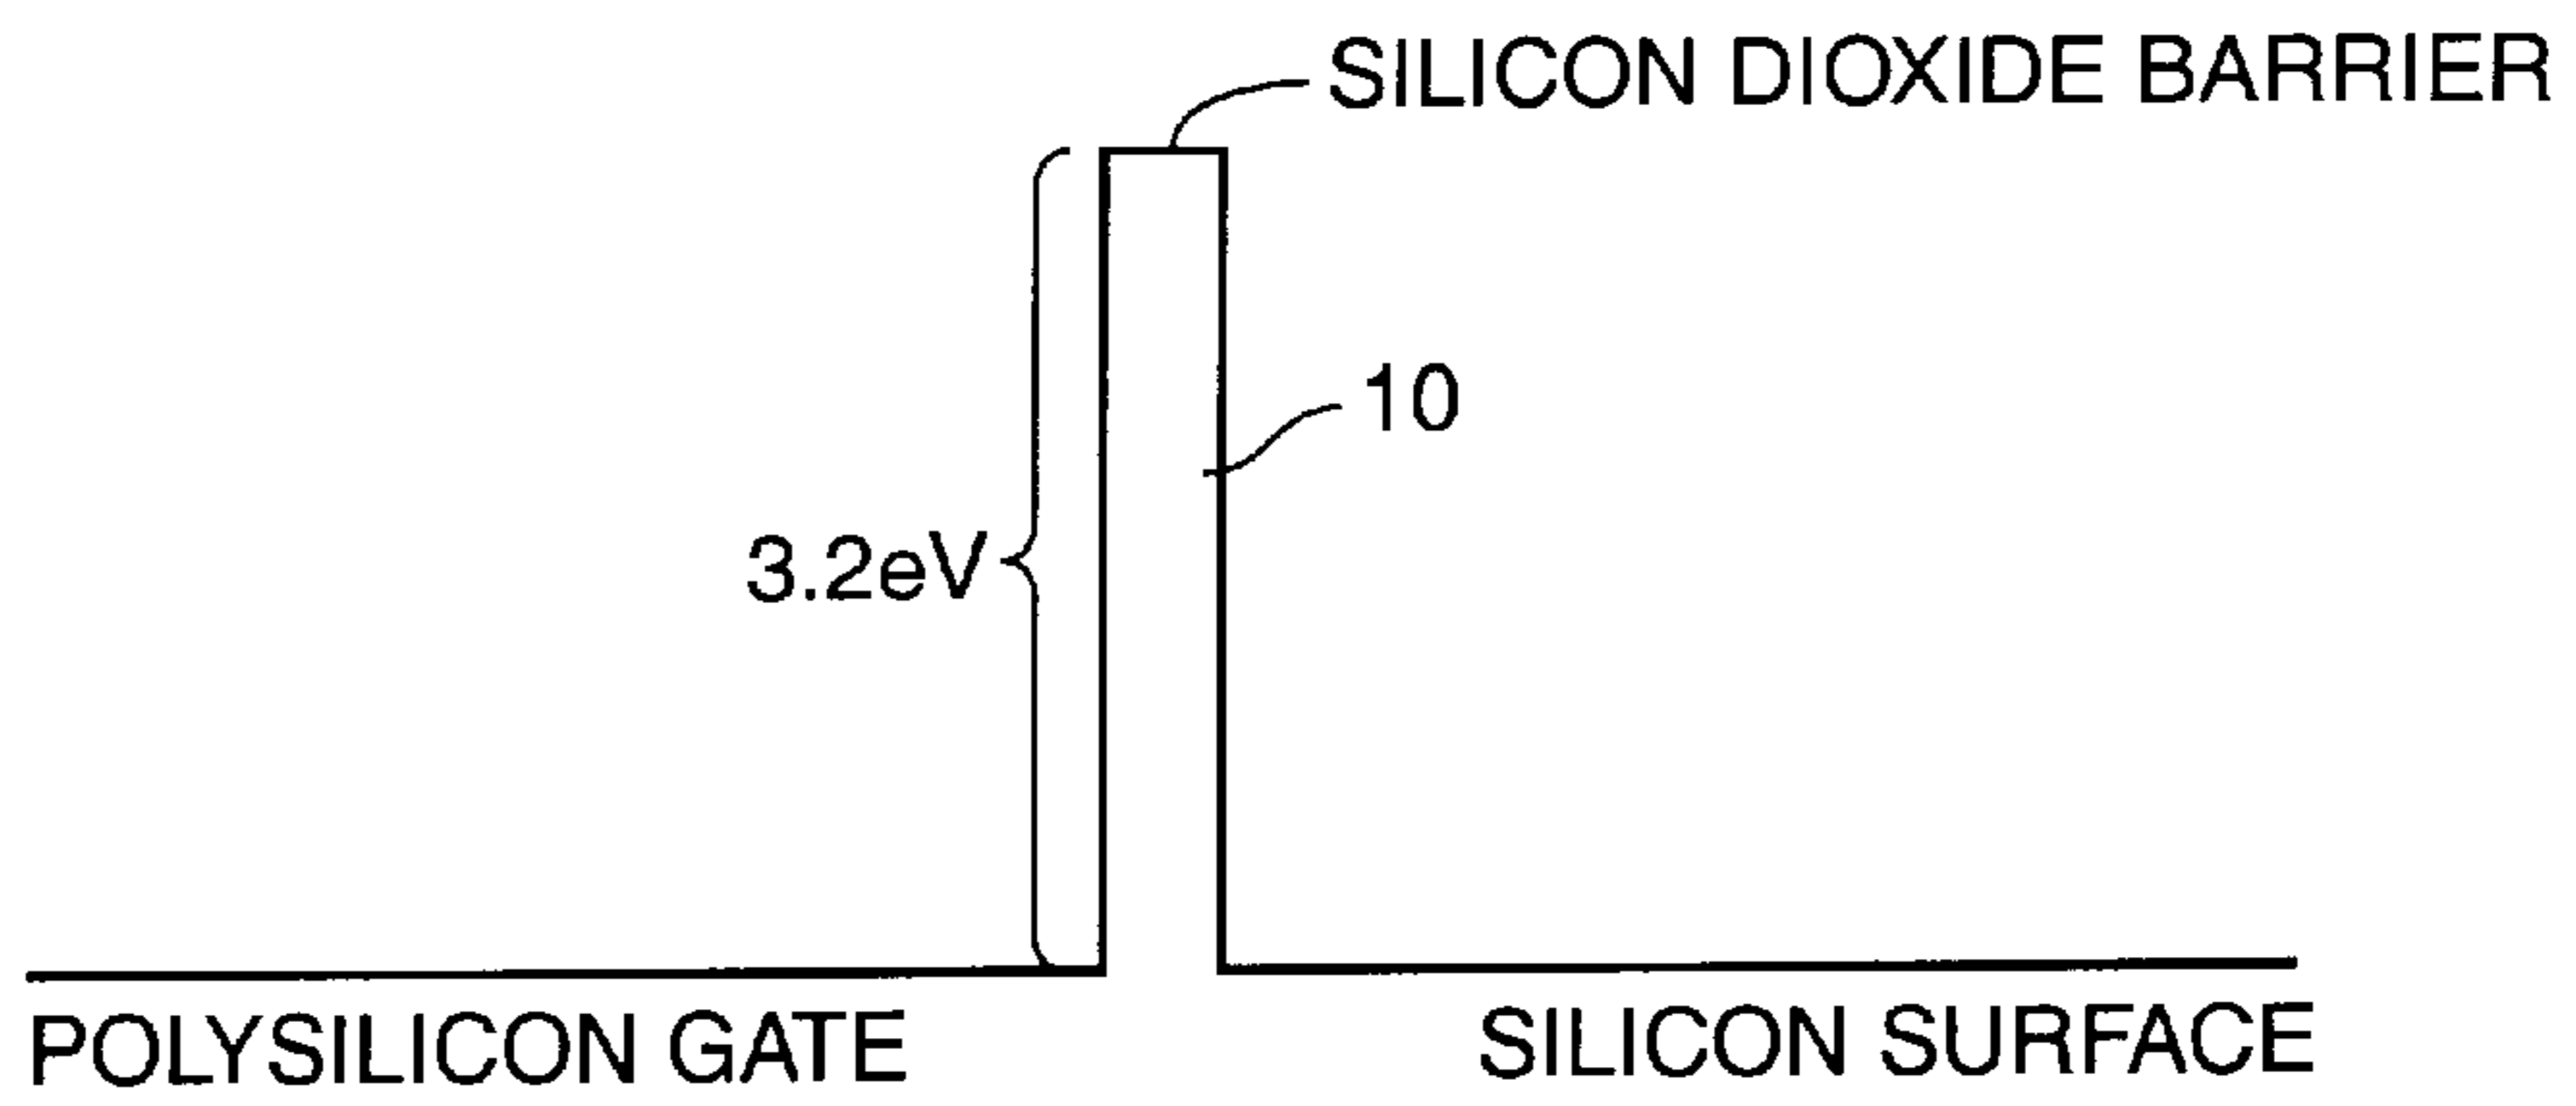 SILICON DIOXIDE BARRIER
10
3.2eV
POLYSILICON GATE
SILICON SURFACE